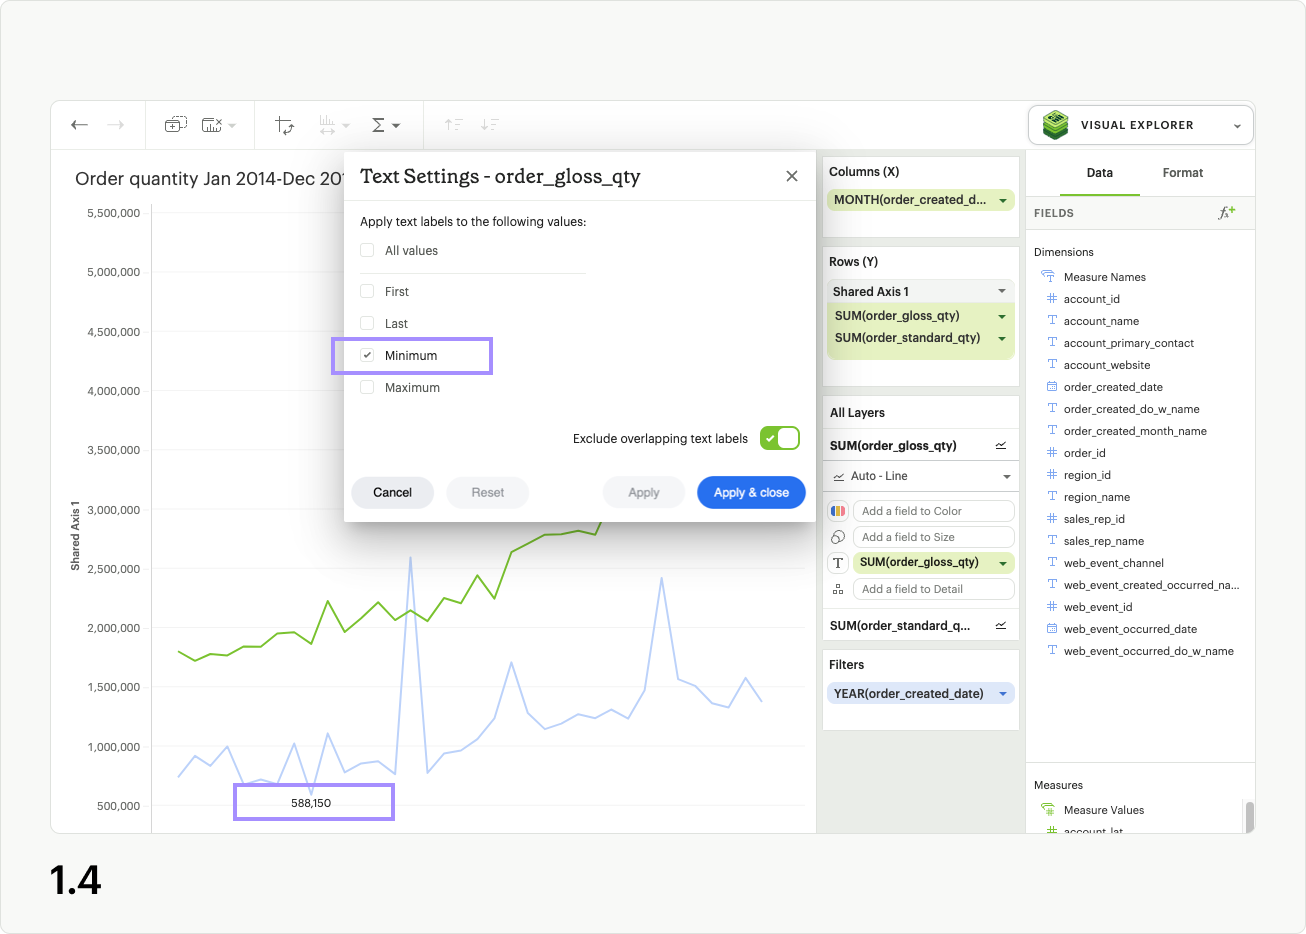 VISUAL EXPLORER
Order quantity Jan 2014-Dec 201
5,500,000
5,000,000
4,500,000
4,000,000
3,500,000
3,000,000
2,500,000
2,000,000
1,500,000
1,000,000
500,000
Shared Axis 1
588,150
Text Settings - order_gloss_qty
Apply text labels to the following values:
All values
First
Last
Minimum
Maximum
Exclude overlapping text labels
Cancel
Reset
Apply
Apply & close
Columns (X)
MONTH(order_created_d...
Rows (Y)
Shared Axis 1
SUM(order_gloss_qty)
SUM(order_standard_qty)
All Layers
SUM(order_gloss_qty)
Auto - Line
Add a field to Color
Add a field to Size
T SUM(order_gloss_qty)
Add a field to Detail
SUM(order_standard_q...
Filters
YEAR(order_created_date)
Data Format
FIELDS
Dimensions
Measure Names
account_id
account_name
account_primary_contact
account_website
order_created_date
order_created_do_w_name
order_created_month_name
order_id
region_id
region_name
sales_rep_id
sales_rep_name
web_event_channel
web_event_created_occurred_na...
web_event_id
web_event_occurred_date
web_event_occurred_do_w_name
Measures
Measure Values
account_lat
1.4